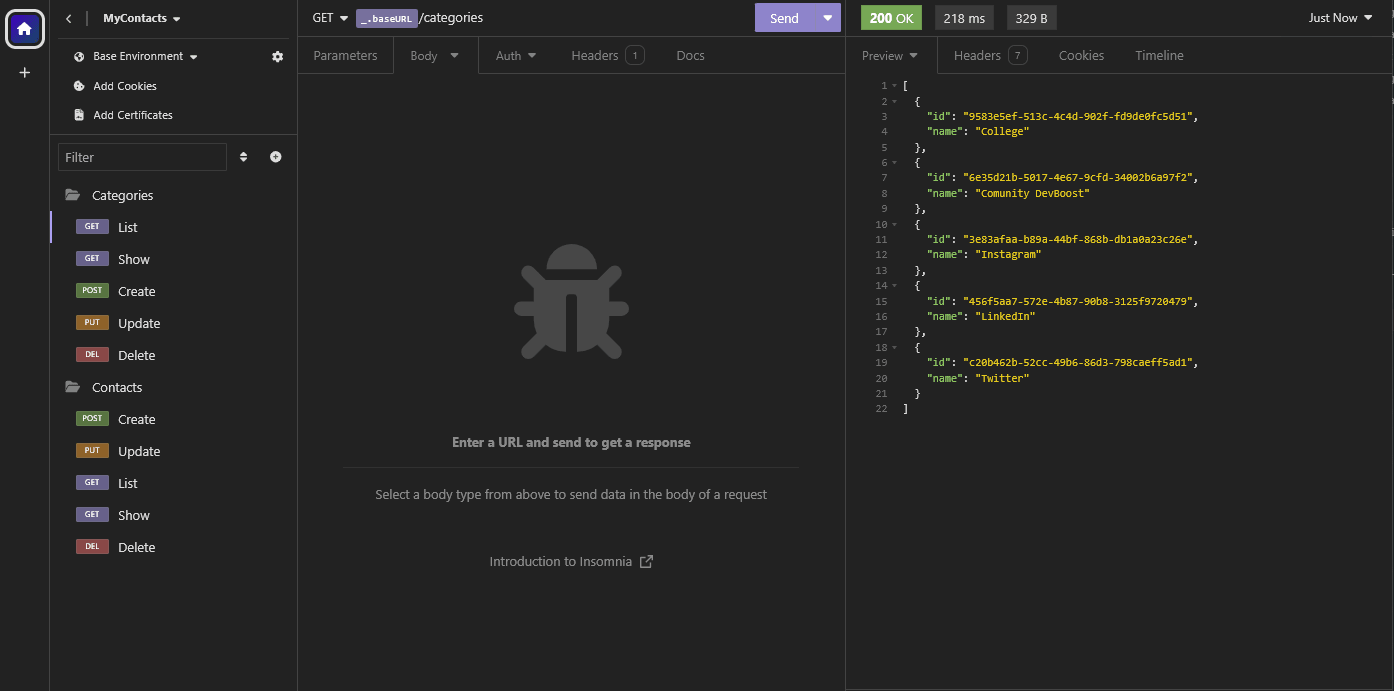 MyContacts
Base Environment
Add Cookies
Add Certificates
Filter
Categories
GET List
GET Show
POST Create
PUT Update
DEL Delete
Contacts
POST Create
PUT Update
GET List
GET Show
DEL Delete
GET _.baseURL/categories Send
Parameters Body Auth Headers 1 Docs
Enter a URL and send to get a response
Select a body type from above to send data in the body of a request
Introduction to Insomnia
200 OK 218 ms 329 B Just Now
Preview Headers 7 Cookies Timeline
1 [
2 {
3 "id": "9583e5ef-513c-4c4d-902f-fd9de0fc5d51",
4 "name": "College"
5 },
6 {
7 "id": "6e35d21b-5017-4e67-9cfd-34002b6a97f2",
8 "name": "Comunity DevBoost"
9 },
10 {
11 "id": "3e83afaa-b89a-44bf-868b-db1a0a23c26e",
12 "name": "Instagram"
13 },
14 {
15 "id": "456f5aa7-572e-4b87-90b8-3125f9720479",
16 "name": "LinkedIn"
17 },
18 {
19 "id": "c20b462b-52cc-49b6-86d3-798caeff5ad1",
20 "name": "Twitter"
21 }
22 ]